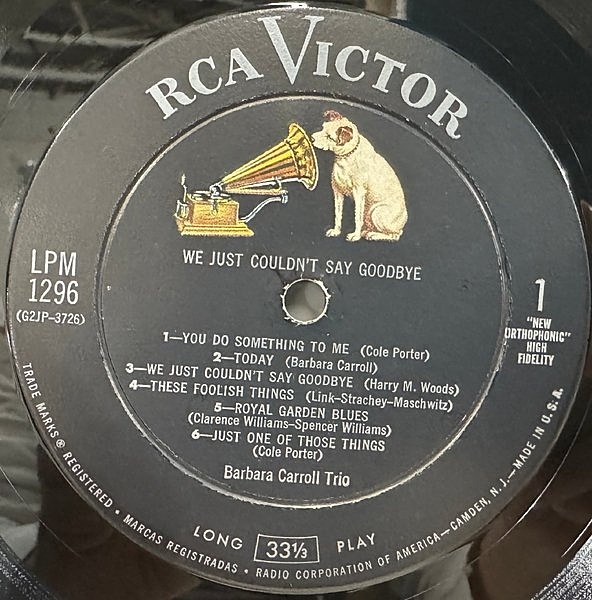 RCA VICTOR
WE JUST COULDN'T SAY GOODBYE
LPM
1296
(G2JP-3726)
1
"NEW
ORTHOPHONIC"
HIGH
FIDELITY
1—YOU DO SOMETHING TO ME (Cole Porter)
2—TODAY (Barbara Carroll)
3—WE JUST COULDN'T SAY GOODBYE (Harry M. Woods)
4—THESE FOOLISH THINGS (Link-Strachey-Maschwitz)
5—ROYAL GARDEN BLUES
(Clarence Williams-Spencer Williams)
6—JUST ONE OF THOSE THINGS
(Cole Porter)
Barbara Carroll Trio
LONG 33⅓ PLAY
TRADE MARKS ® REGISTERED • MARCAS REGISTRADAS • RADIO CORPORATION OF AMERICA—CAMDEN, N. J.—MADE IN U. S. A.